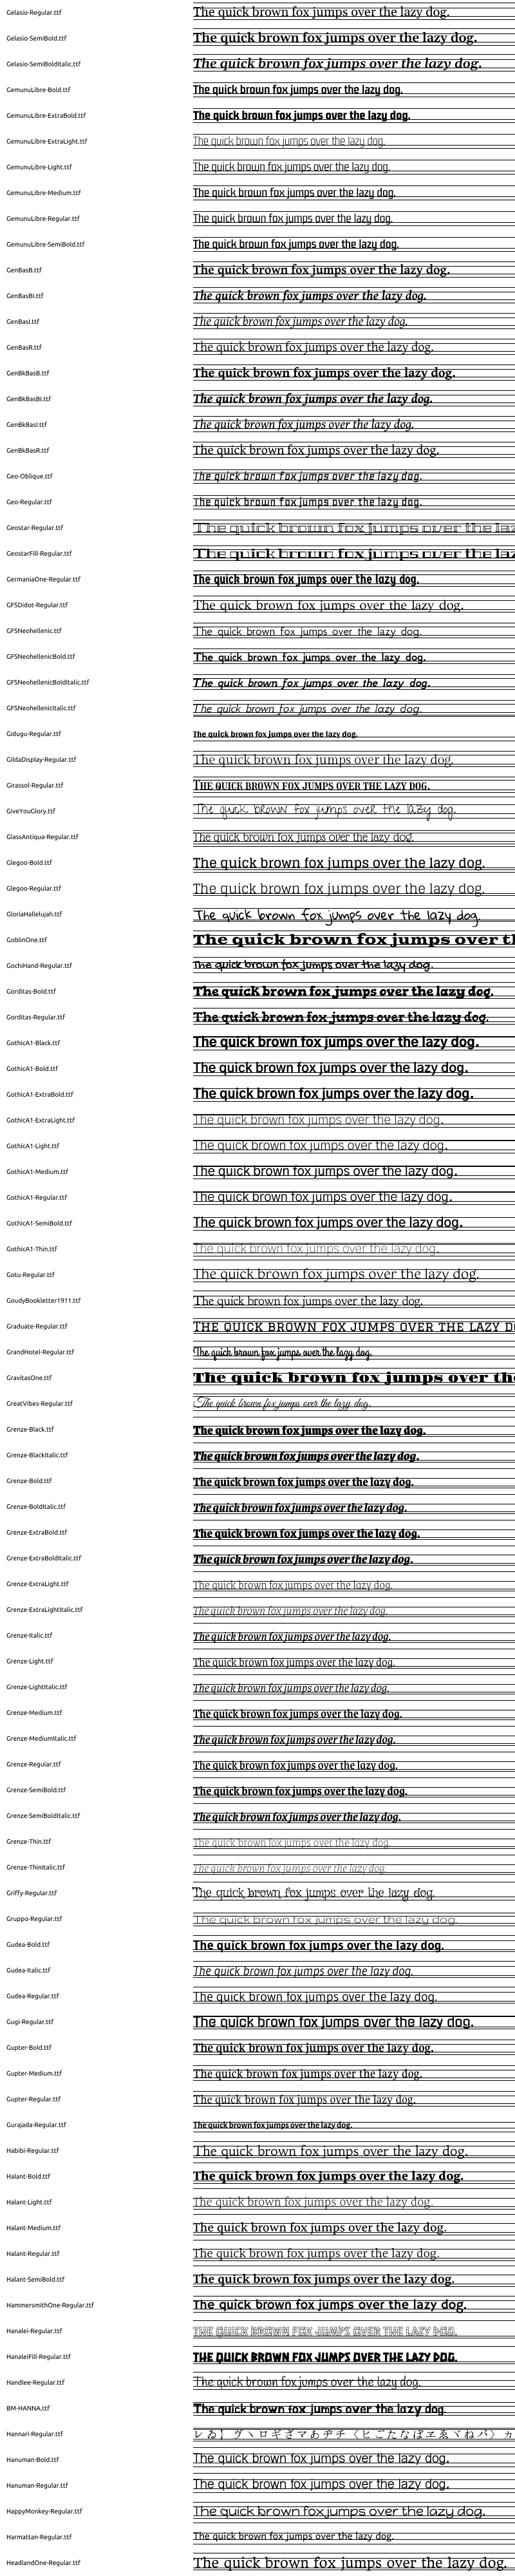 Gelasio-Regular.ttf The quick brown fox jumps over the lazy dog.
Gelasio-SemiBold.ttf The quick brown fox jumps over the lazy dog.
Gelasio-SemiBoldItalic.ttf The quick brown fox jumps over the lazy dog.
GemunuLibre-Bold.ttf The quick brown fox jumps over the lazy dog.
GemunuLibre-ExtraBold.ttf The quick brown fox jumps over the lazy dog.
GemunuLibre-ExtraLight.ttf The quick brown fox jumps over the lazy dog.
GemunuLibre-Light.ttf The quick brown fox jumps over the lazy dog.
GemunuLibre-Medium.ttf The quick brown fox jumps over the lazy dog.
GemunuLibre-Regular.ttf The quick brown fox jumps over the lazy dog.
GemunuLibre-SemiBold.ttf The quick brown fox jumps over the lazy dog.
GenBasB.ttf The quick brown fox jumps over the lazy dog.
GenBasBI.ttf The quick brown fox jumps over the lazy dog.
GenBasI.ttf The quick brown fox jumps over the lazy dog.
GenBasR.ttf The quick brown fox jumps over the lazy dog.
GenBkBasB.ttf The quick brown fox jumps over the lazy dog.
GenBkBasBI.ttf The quick brown fox jumps over the lazy dog.
GenBkBasI.ttf The quick brown fox jumps over the lazy dog.
GenBkBasR.ttf The quick brown fox jumps over the lazy dog.
Geo-Oblique.ttf The quick brown fox jumps over the lazy dog.
Geo-Regular.ttf The quick brown fox jumps over the lazy dog.
Geostar-Regular.ttf The quick brown fox jumps over the laz
GeostarFill-Regular.ttf The quick brown fox jumps over the laz
GermaniaOne-Regular.ttf The quick brown fox jumps over the lazy dog.
GFSDidot-Regular.ttf The quick brown fox jumps over the lazy dog.
GFSNeohellenic.ttf The quick brown fox jumps over the lazy dog.
GFSNeohellenicBold.ttf The quick brown fox jumps over the lazy dog.
GFSNeohellenicBoldItalic.ttf The quick brown fox jumps over the lazy dog.
GFSNeohellenicItalic.ttf The quick brown fox jumps over the lazy dog.
Gidugu-Regular.ttf The quick brown fox jumps over the lazy dog.
GildaDisplay-Regular.ttf The quick brown fox jumps over the lazy dog.
Girassol-Regular.ttf THE QUICK BROWN FOX JUMPS OVER THE LAZY DOG.
GiveYouGlory.ttf The quick brown fox jumps over the lazy dog.
GlassAntiqua-Regular.ttf The quick brown fox jumps over the lazy dog.
Glegoo-Bold.ttf The quick brown fox jumps over the lazy dog.
Glegoo-Regular.ttf The quick brown fox jumps over the lazy dog.
GloriaHallelujah.ttf The quick brown fox jumps over the lazy dog.
GoblinOne.ttf The quick brown fox jumps over th
GochiHand-Regular.ttf The quick brown fox jumps over the lazy dog.
Gorditas-Bold.ttf The quick brown fox jumps over the lazy dog.
Gorditas-Regular.ttf The quick brown fox jumps over the lazy dog.
GothicA1-Black.ttf The quick brown fox jumps over the lazy dog.
GothicA1-Bold.ttf The quick brown fox jumps over the lazy dog.
GothicA1-ExtraBold.ttf The quick brown fox jumps over the lazy dog.
GothicA1-ExtraLight.ttf The quick brown fox jumps over the lazy dog.
GothicA1-Light.ttf The quick brown fox jumps over the lazy dog.
GothicA1-Medium.ttf The quick brown fox jumps over the lazy dog.
GothicA1-Regular.ttf The quick brown fox jumps over the lazy dog.
GothicA1-SemiBold.ttf The quick brown fox jumps over the lazy dog.
GothicA1-Thin.ttf The quick brown fox jumps over the lazy dog.
Gotu-Regular.ttf The quick brown fox jumps over the lazy dog.
GoudyBookletter1911.ttf The quick brown fox jumps over the lazy dog.
Graduate-Regular.ttf THE QUICK BROWN FOX JUMPS OVER THE LAZY D
GrandHotel-Regular.ttf The quick brown fox jumps over the lazy dog.
GravitasOne.ttf The quick brown fox jumps over th
GreatVibes-Regular.ttf The quick brown fox jumps over the lazy dog.
Grenze-Black.ttf The quick brown fox jumps over the lazy dog.
Grenze-BlackItalic.ttf The quick brown fox jumps over the lazy dog.
Grenze-Bold.ttf The quick brown fox jumps over the lazy dog.
Grenze-BoldItalic.ttf The quick brown fox jumps over the lazy dog.
Grenze-ExtraBold.ttf The quick brown fox jumps over the lazy dog.
Grenze-ExtraBoldItalic.ttf The quick brown fox jumps over the lazy dog.
Grenze-ExtraLight.ttf The quick brown fox jumps over the lazy dog.
Grenze-ExtraLightItalic.ttf The quick brown fox jumps over the lazy dog.
Grenze-Italic.ttf The quick brown fox jumps over the lazy dog.
Grenze-Light.ttf The quick brown fox jumps over the lazy dog.
Grenze-LightItalic.ttf The quick brown fox jumps over the lazy dog.
Grenze-Medium.ttf The quick brown fox jumps over the lazy dog.
Grenze-MediumItalic.ttf The quick brown fox jumps over the lazy dog.
Grenze-Regular.ttf The quick brown fox jumps over the lazy dog.
Grenze-SemiBold.ttf The quick brown fox jumps over the lazy dog.
Grenze-SemiBoldItalic.ttf The quick brown fox jumps over the lazy dog.
Grenze-Thin.ttf The quick brown fox jumps over the lazy dog.
Grenze-ThinItalic.ttf The quick brown fox jumps over the lazy dog.
Griffy-Regular.ttf The quick brown fox jumps over the lazy dog.
Gruppo-Regular.ttf The quick brown fox jumps over the lazy dog.
Gudea-Bold.ttf The quick brown fox jumps over the lazy dog.
Gudea-Italic.ttf The quick brown fox jumps over the lazy dog.
Gudea-Regular.ttf The quick brown fox jumps over the lazy dog.
Gugi-Regular.ttf The quick brown fox jumps over the lazy dog.
Gupter-Bold.ttf The quick brown fox jumps over the lazy dog.
Gupter-Medium.ttf The quick brown fox jumps over the lazy dog.
Gupter-Regular.ttf The quick brown fox jumps over the lazy dog.
Gurajada-Regular.ttf The quick brown fox jumps over the lazy dog.
Habibi-Regular.ttf The quick brown fox jumps over the lazy dog.
Halant-Bold.ttf The quick brown fox jumps over the lazy dog.
Halant-Light.ttf The quick brown fox jumps over the lazy dog.
Halant-Medium.ttf The quick brown fox jumps over the lazy dog.
Halant-Regular.ttf The quick brown fox jumps over the lazy dog.
Halant-SemiBold.ttf The quick brown fox jumps over the lazy dog.
HammersmithOne-Regular.ttf The quick brown fox jumps over the lazy dog.
Hanalei-Regular.ttf THE QUICK BROWN FOX JUMPS OVER THE LAZY DOG.
HanaleiFill-Regular.ttf THE QUICK BROWN FOX JUMPS OVER THE LAZY DOG.
Handlee-Regular.ttf The quick brown fox jumps over the lazy dog.
BM-HANNA.ttf The quick brown fox jumps over the lazy dog.
Hannari-Regular.ttf レゐ】ヴヽロギざマあヂチ〈ヒごたなぼヱゑヾねパ〉カ
Hanuman-Bold.ttf The quick brown fox jumps over the lazy dog.
Hanuman-Regular.ttf The quick brown fox jumps over the lazy dog.
HappyMonkey-Regular.ttf The quick brown fox jumps over the lazy dog.
Harmattan-Regular.ttf The quick brown fox jumps over the lazy dog.
HeadlandOne-Regular.ttf The quick brown fox jumps over the lazy dog.